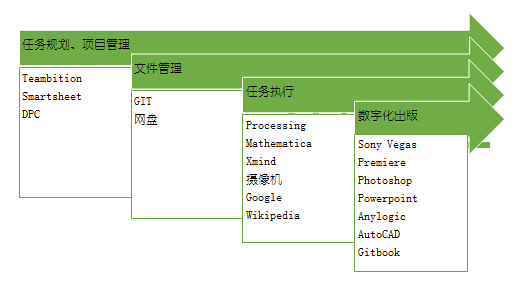 任务规划、项目管理
Teambition
Smartsheet
DPC
文件管理
GIT
网盘
任务执行
Processing
Mathematica
Xmind
摄像机
Google
Wikipedia
数字化出版
Sony Vegas
Premiere
Photoshop
Powerpoint
Anylogic
AutoCAD
Gitbook